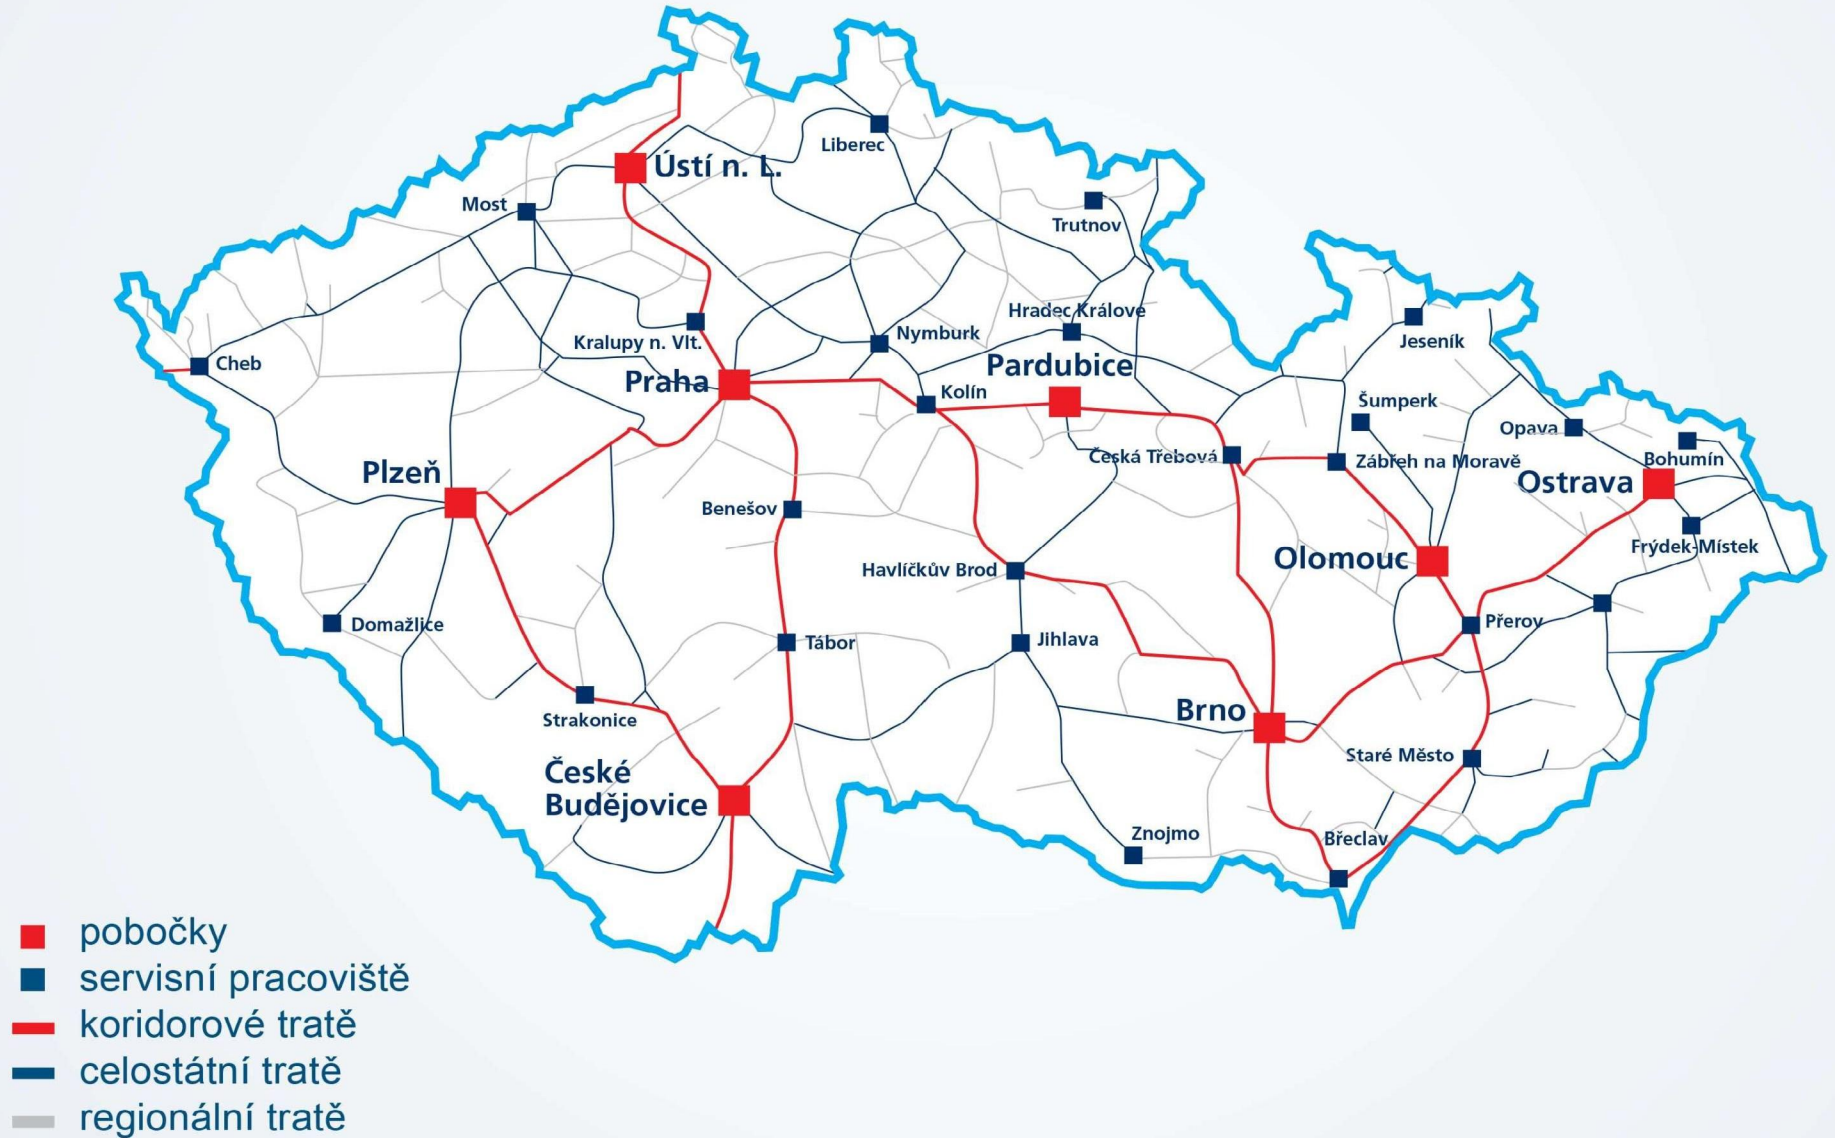 Liberec
Ústí n. L.
Most
Trutnov
Hradec Králove
Jeseník
Kralupy n. Vlt.
Nymburk
Cheb
Praha
Pardubice
Kolín
Šumperk
Opava
Bohumín
Česká Třebová
Zábřeh na Moravě
Plzeň
Ostrava
Benešov
Frýdek-Místek
Olomouc
Havlíčkův Brod
Domažlice
Přerov
Tábor
Jihlava
Strakonice
Brno
Staré Město
České
Budějovice
Znojmo
Břeclav
pobočky
servisní pracoviště
koridorové tratě
celostátní tratě
regionální tratě